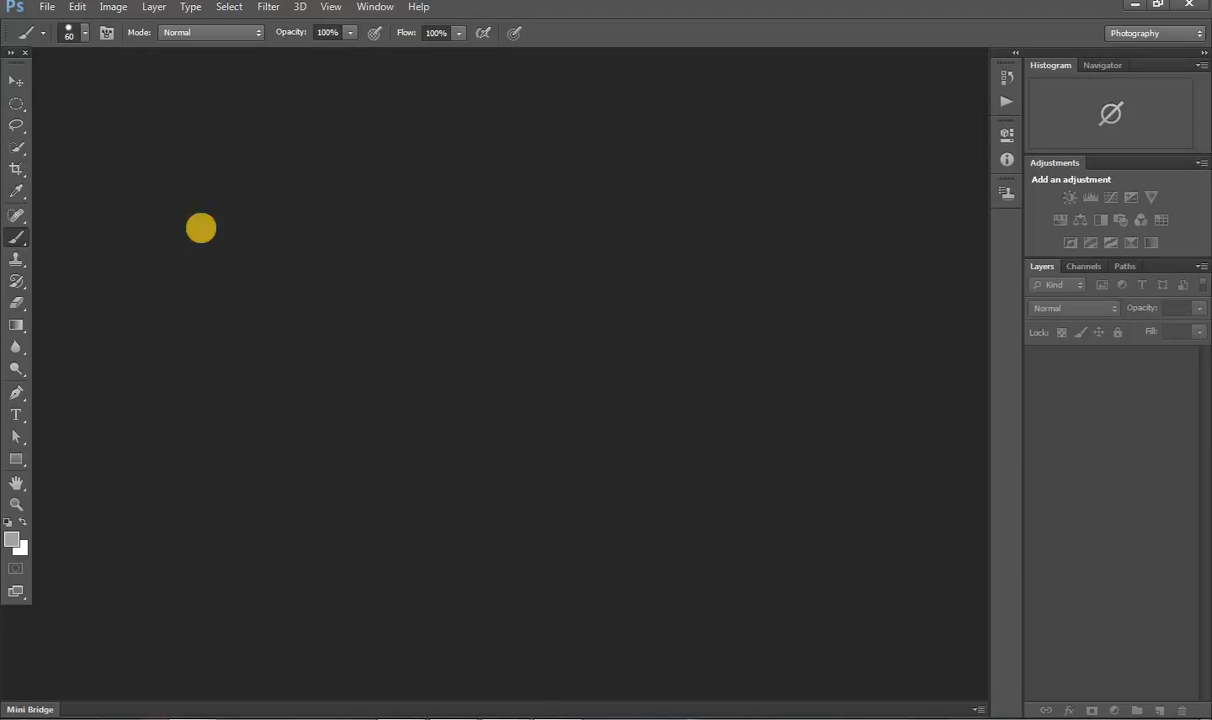 Ps File Edit Image Layer Type Select Filter 3D View Window Help
60 Mode: Normal Opacity: 100% Flow: 100% Photography
Histogram Navigator
Adjustments
Add an adjustment
Layers Channels Paths
Kind T
Normal Opacity:
Lock: Fill:
T
Mini Bridge